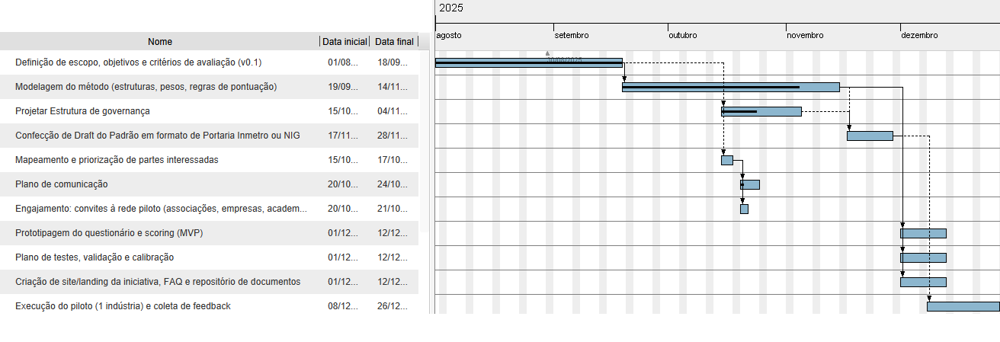 2025
agosto setembro outubro novembro dezembro
Nome Data inicial Data final
30/08/2025
Definição de escopo, objetivos e critérios de avaliação (v0.1) 01/08... 18/09...
Modelagem do método (estruturas, pesos, regras de pontuação) 19/09... 14/11...
Projetar Estrutura de governança 15/10... 04/11...
Confecção de Draft do Padrão em formato de Portaria Inmetro ou NIG 17/11... 28/11...
Mapeamento e priorização de partes interessadas 15/10... 17/10...
Plano de comunicação 20/10... 24/10...
Engajamento: convites à rede piloto (associações, empresas, academ... 20/10... 21/10...
Prototipagem do questionário e scoring (MVP) 01/12... 12/12...
Plano de testes, validação e calibração 01/12... 12/12...
Criação de site/landing da iniciativa, FAQ e repositório de documentos 01/12... 12/12...
Execução do piloto (1 indústria) e coleta de feedback 08/12... 26/12...